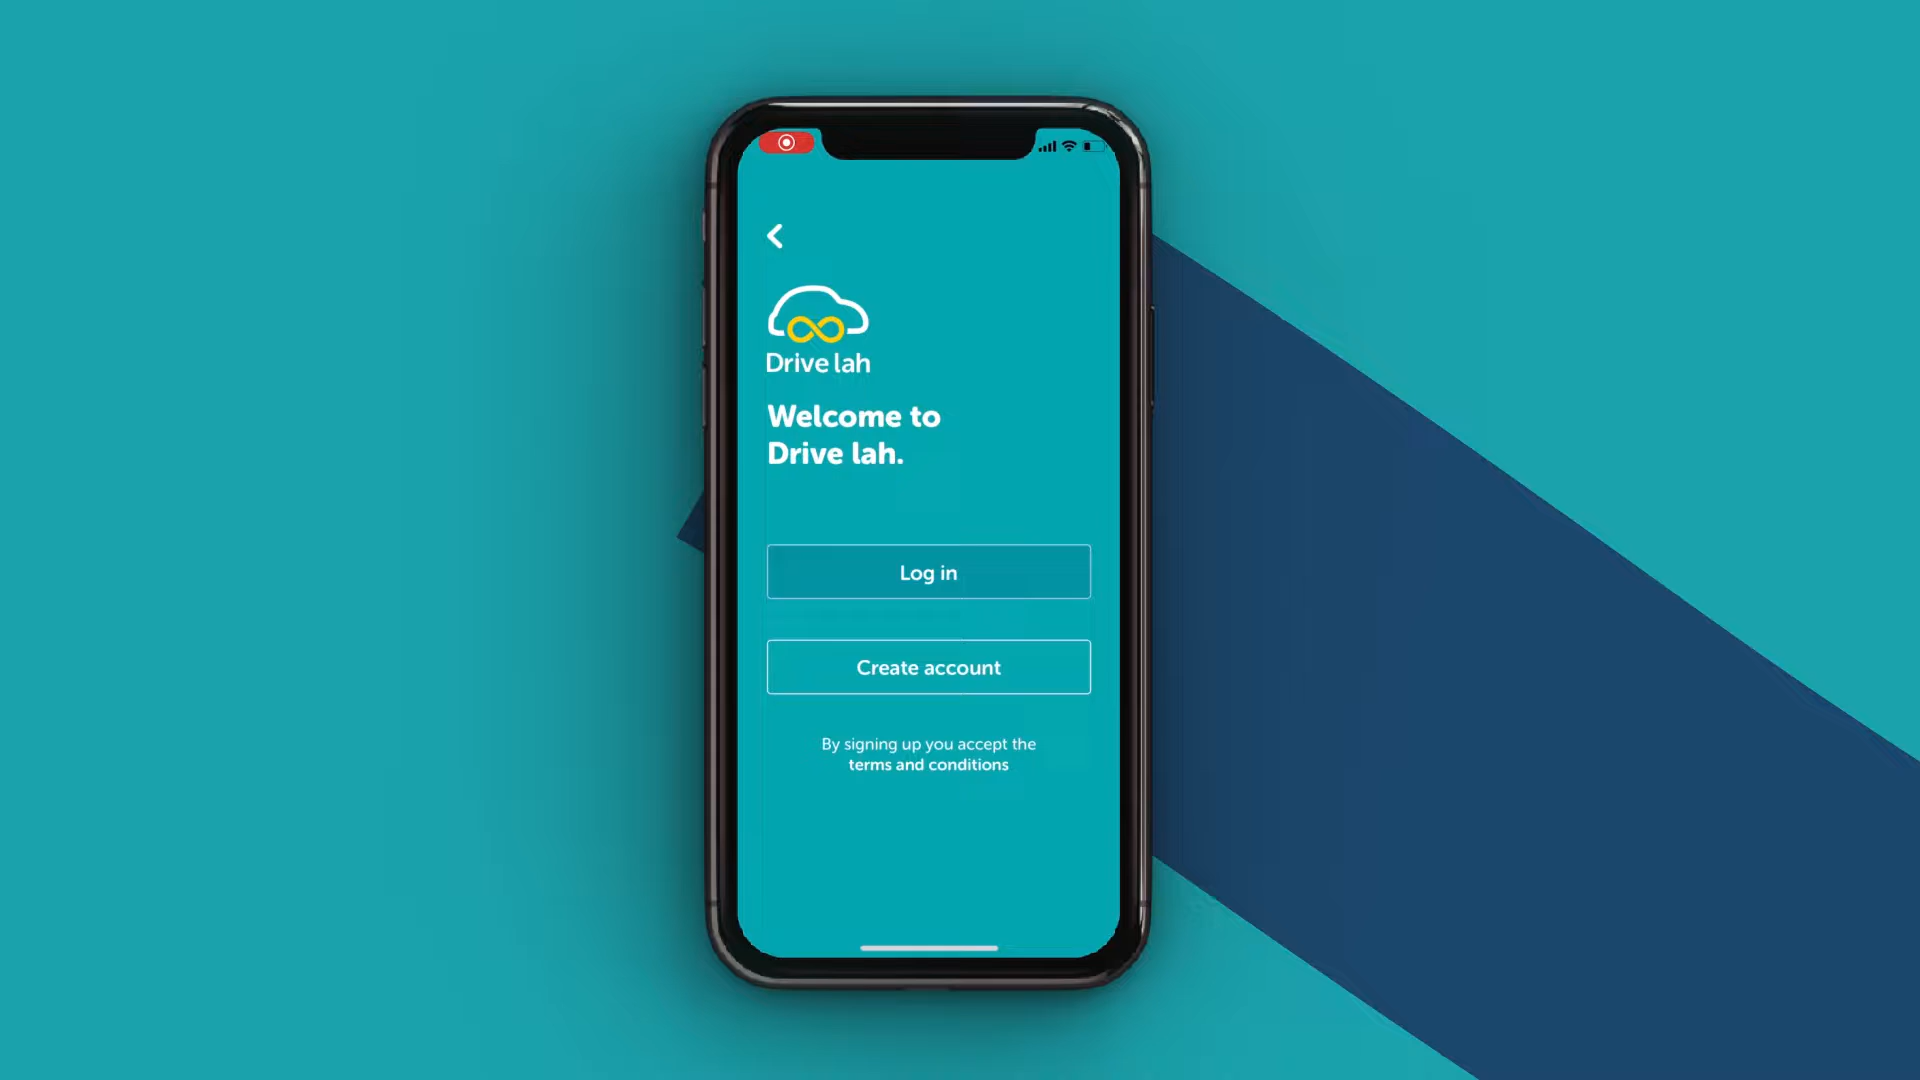 Drive lah
Welcome to
Drive lah.
Log in
Create account
By signing up you accept the
terms and conditions